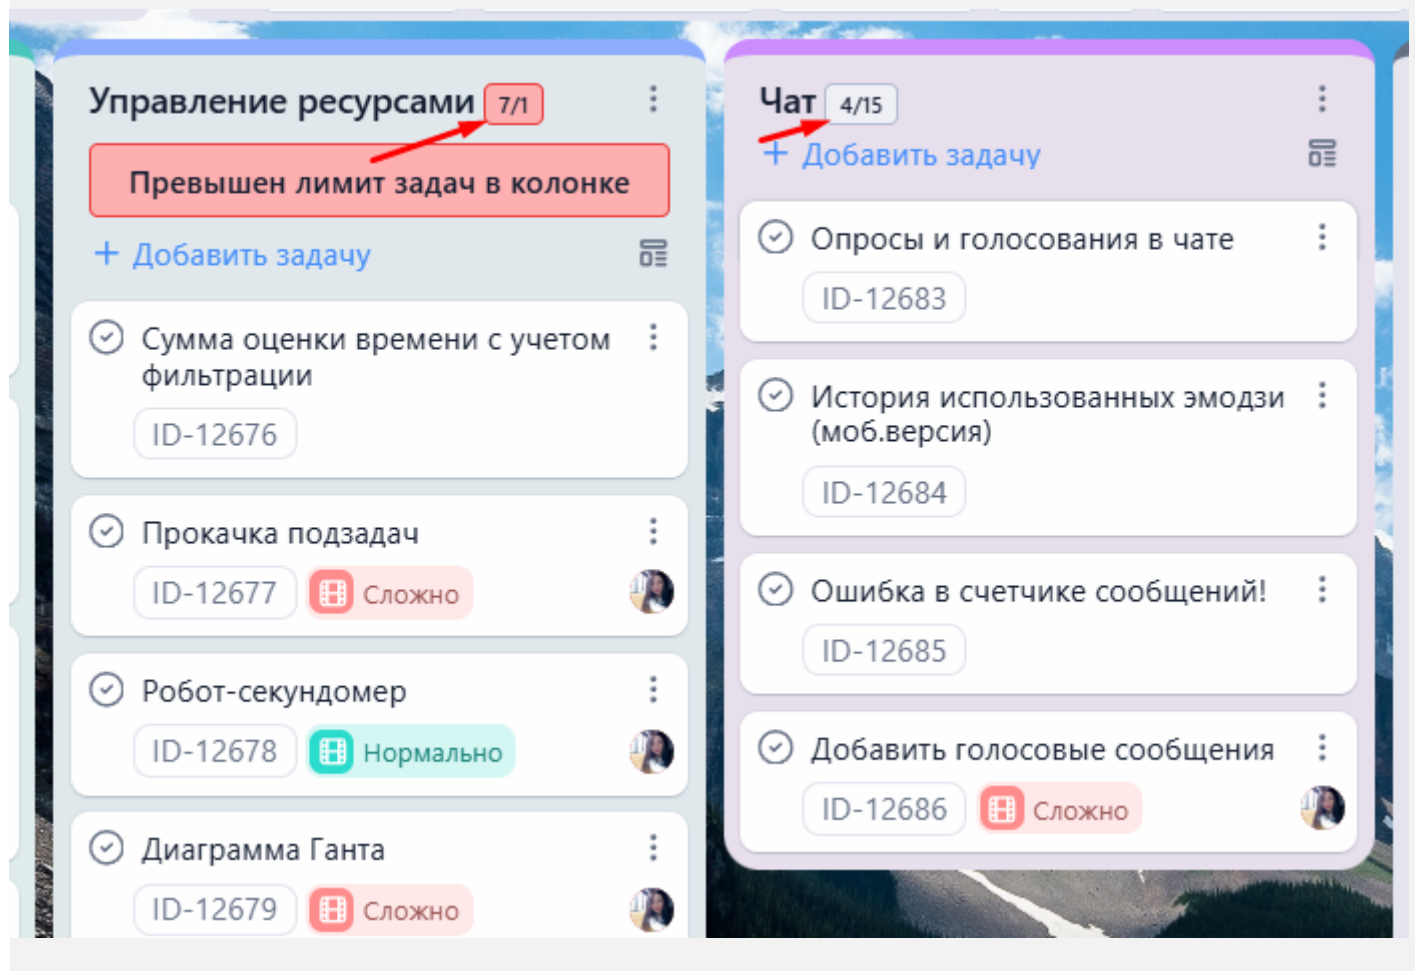 Управление ресурсами 7/1
Превышен лимит задач в колонке
+ Добавить задачу
Сумма оценки времени с учетом
фильтрации
ID-12676
Прокачка подзадач
ID-12677 Сложно
Робот-секундомер
ID-12678 Нормально
Диаграмма Ганта
ID-12679 Сложно
Чат 4/15
+ Добавить задачу
Опросы и голосования в чате
ID-12683
История использованных эмодзи
(моб.версия)
ID-12684
Ошибка в счетчике сообщений!
ID-12685
Добавить голосовые сообщения
ID-12686 Сложно